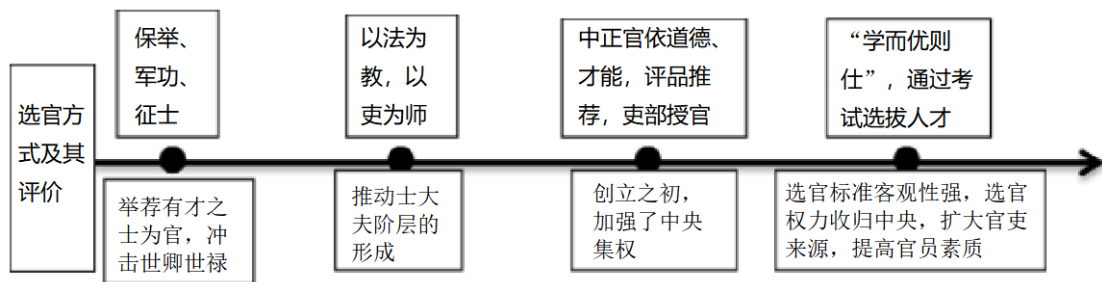 选官方
式及其
评价
保举、
军功、
征士
以法为
教，以
吏为师
中正官依道德、
才能，评品推
荐，吏部授官
“学而优则
仕”，通过考
试选拔人才
举荐有才之
士为官，冲
击世卿世禄
推动士大
夫阶层的
形成
创立之初，
加强了中央
集权
选官标准客观性强，选官
权力收归中央，扩大官吏
来源，提高官员素质